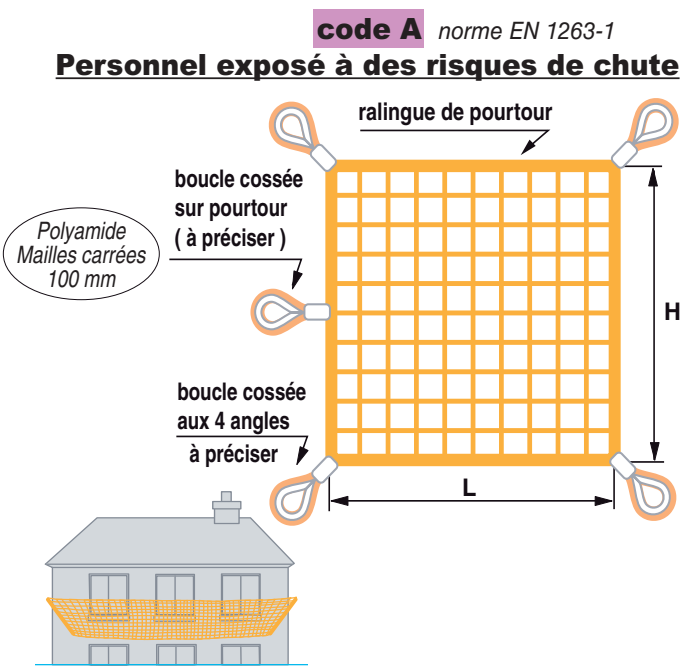 code A norme EN 1263-1
Personnel exposé à des risques de chute
ralingue de pourtour
boucle cossée
sur pourtour
( à préciser )
Polyamide
Mailles carrées
100 mm
H
boucle cossée
aux 4 angles
à préciser
L